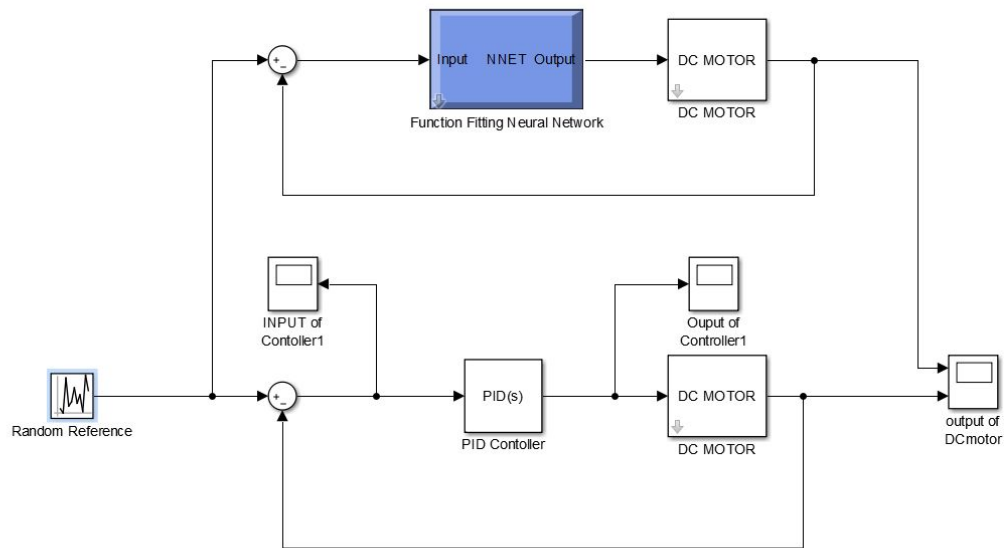 +
-
Input NNET Output
DC MOTOR
Function Fitting Neural Network
DC MOTOR
INPUT of
Contoller1
Ouput of
Controller1
Random Reference
+
-
PID(s)
PID Contoller
DC MOTOR
DC MOTOR
output of
DCmotor